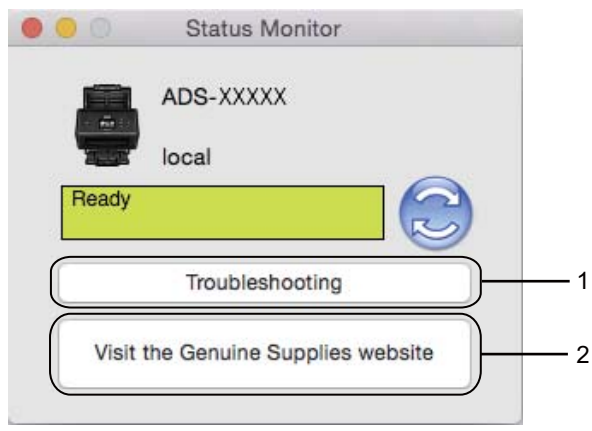 Status Monitor
ADS-XXXXX
local
Ready
Troubleshooting
1
Visit the Genuine Supplies website
2